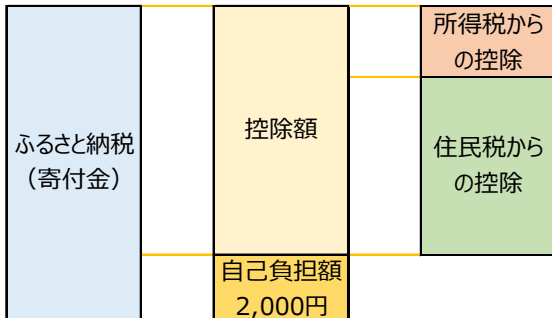 ふるさと納税
（寄付金）
控除額
自己負担額
2,000円
所得税から
の控除
住民税から
の控除